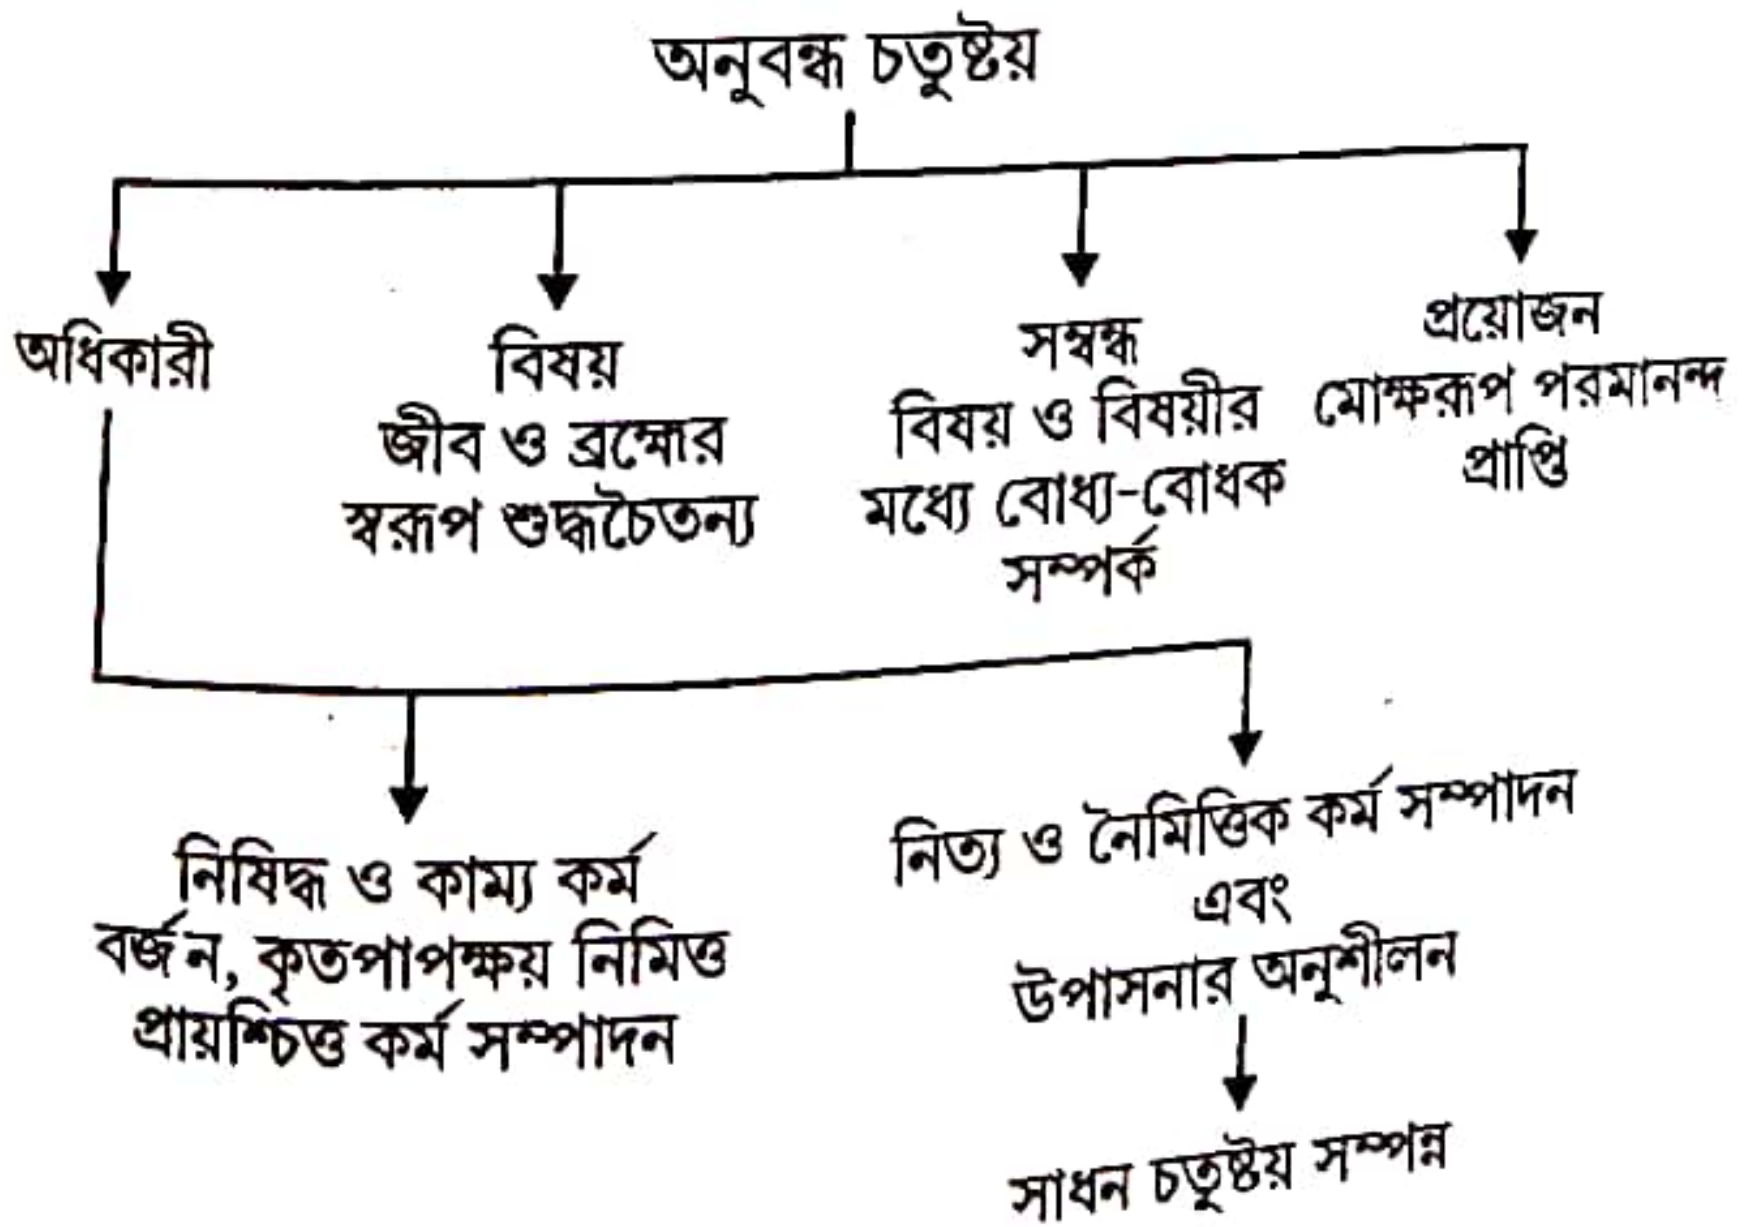 অনুবন্ধ চতুষ্টয়
অধিকারী
বিষয়
জীব ও ব্রহ্মের
স্বরূপ শুদ্ধচৈতন্য
সম্বন্ধ
বিষয় ও বিষয়ীর
মধ্যে বোধ্য-বোধক
সম্পর্ক
প্রয়োজন
মোক্ষরূপ পরমানন্দ
প্রাপ্তি
নিষিদ্ধ ও কাম্য কর্ম
বর্জন, কৃতপাপক্ষয় নিমিত্ত
প্রায়শ্চিত্ত কর্ম সম্পাদন
নিত্য ও নৈমিত্তিক কর্ম সম্পাদন
এবং
উপাসনার অনুশীলন
সাধন চতুষ্টয় সম্পন্ন